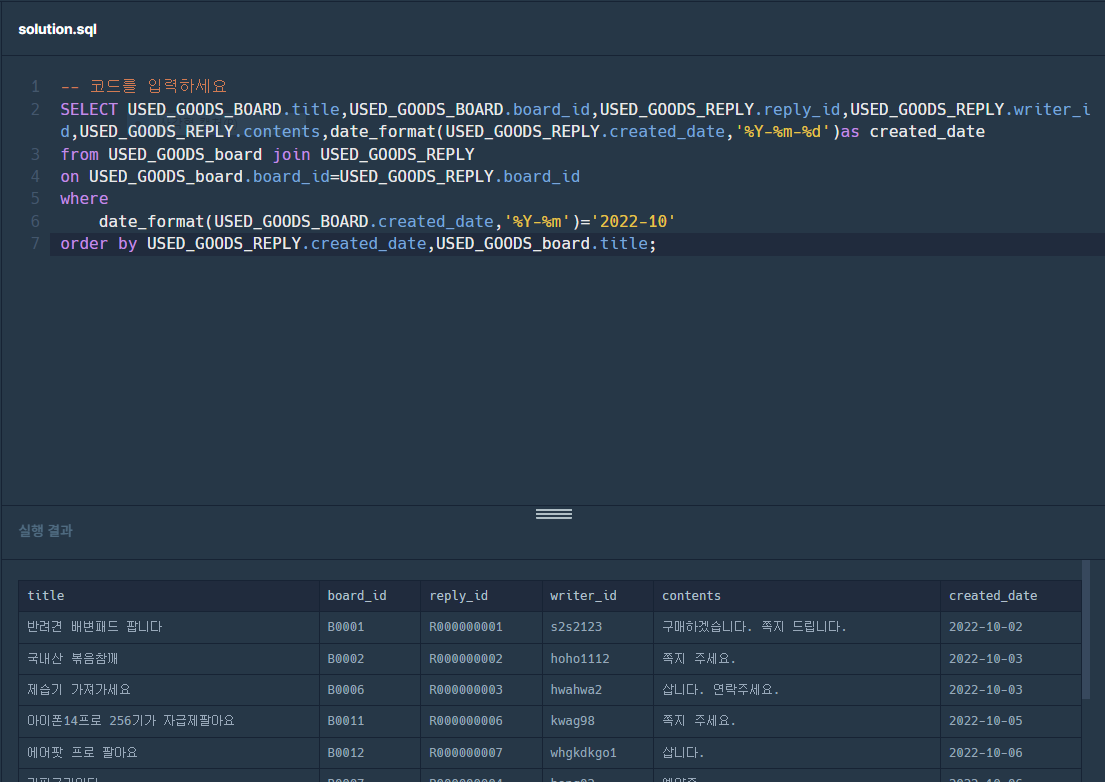 solution.sql
1 -- 코드를 입력하세요
2 SELECT USED_GOODS_BOARD.title,USED_GOODS_BOARD.board_id,USED_GOODS_REPLY.reply_id,USED_GOODS_REPLY.writer_i
d,USED_GOODS_REPLY.contents,date_format(USED_GOODS_REPLY.created_date,'%Y-%m-%d')as created_date
3 from USED_GOODS_board join USED_GOODS_REPLY
4 on USED_GOODS_board.board_id=USED_GOODS_REPLY.board_id
5 where
6 date_format(USED_GOODS_BOARD.created_date,'%Y-%m')='2022-10'
7 order by USED_GOODS_REPLY.created_date,USED_GOODS_board.title;
실행 결과
title board_id reply_id writer_id contents created_date
반려견 배변패드 팝니다 B0001 R000000001 s2s2123 구매하겠습니다. 쪽지 드립니다. 2022-10-02
국내산 볶음참깨 B0002 R000000002 hoho1112 쪽지 주세요. 2022-10-03
제습기 가져가세요 B0006 R000000003 hwahwa2 삽니다. 연락주세요. 2022-10-03
아이폰14프로 256기가 자급제팔아요 B0011 R000000006 kwag98 쪽지 주세요. 2022-10-05
에어팟 프로 팔아요 B0012 R000000007 whgkdkgo1 삽니다. 2022-10-06